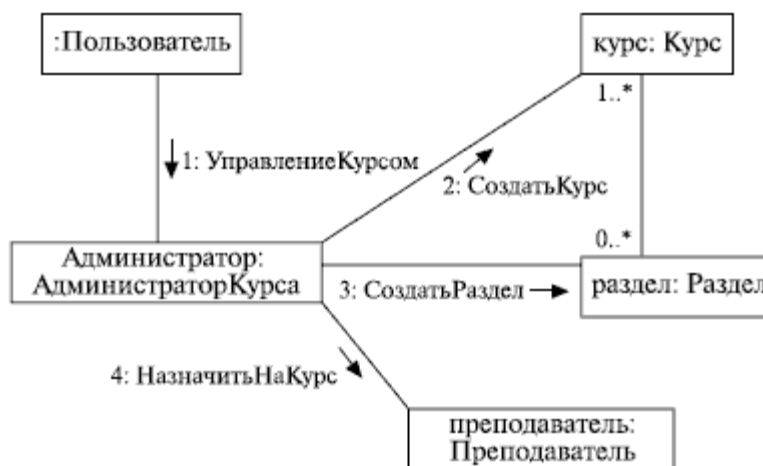 :Пользователь
курс: Курс
1..*
1: УправлениеКурсом
2: СоздатьКурс
0..*
Администратор:
АдминистраторКурса
раздел: Раздел
3: СоздатьРаздел
4: НазначитьНаКурс
преподаватель:
Преподаватель